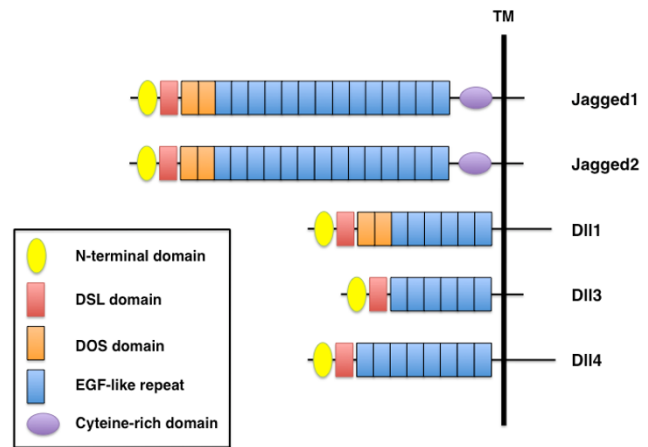 TM
Jagged1
Jagged2
Dll1
Dll3
Dll4
N-terminal domain
DSL domain
DOS domain
EGF-like repeat
Cyteine-rich domain